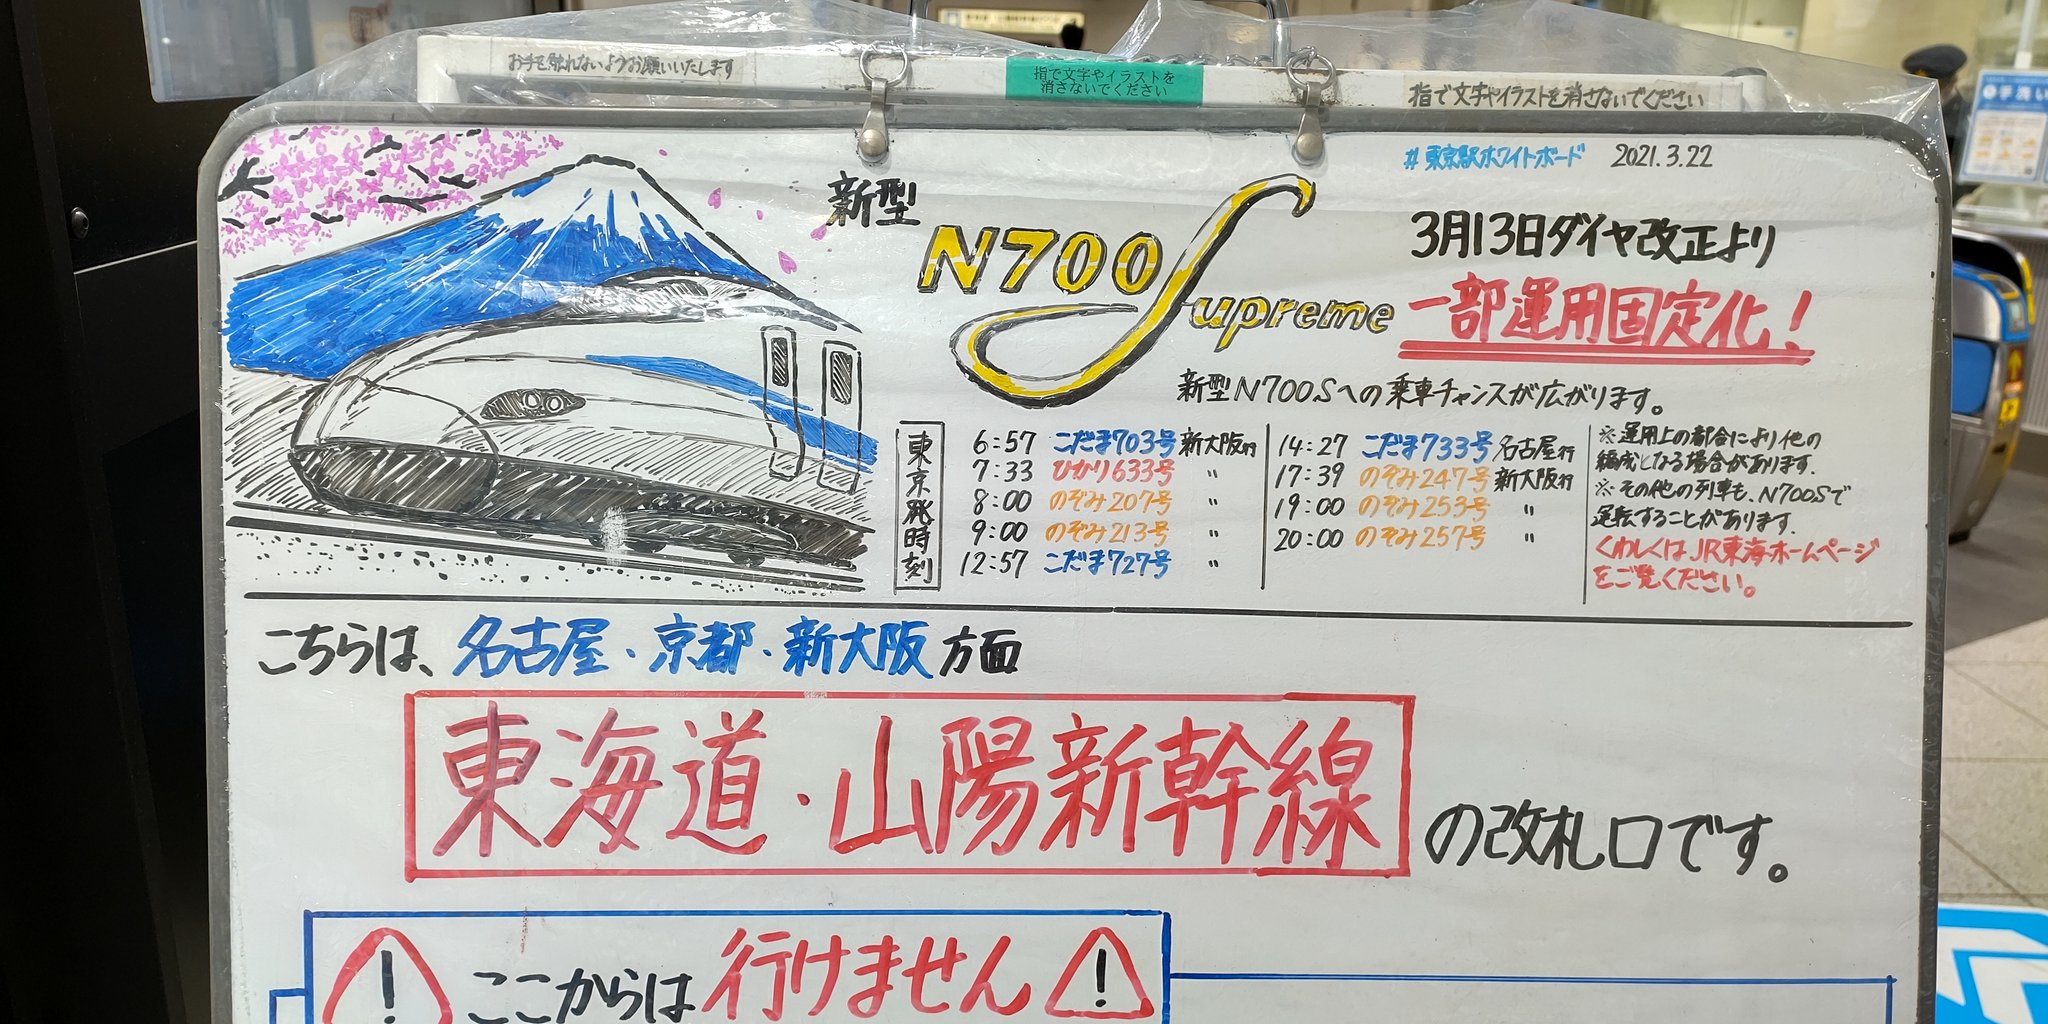 お手を触れないようお願いいたします
指で文字やイラストを
消さないでください
指で文字やイラストを消さないでください
#東京駅ホワイトボード 2021.3.22
新型
N700Supreme
3月13日ダイヤ改正より
一部運用固定化!
新型N700Sへの乗車チャンスが広がります。
東京発時刻
6:57 こだま703号 新大阪行
7:33 ひかり633号 〃
8:00 のぞみ207号 〃
9:00 のぞみ213号 〃
12:57 こだま727号 〃
14:27 こだま733号 名古屋行
17:39 のぞみ247号 新大阪行
19:00 のぞみ253号 〃
20:00 のぞみ257号 〃
※運用上の都合により他の
編成となる場合があります.
※その他の列車も、N700Sで
運転することがあります.
くわしくはJR東海ホームページ
をご覧ください。
こちらは、名古屋・京都・新大阪方面
東海道・山陽新幹線の改札口です。
! ここからは行けません !
手洗い